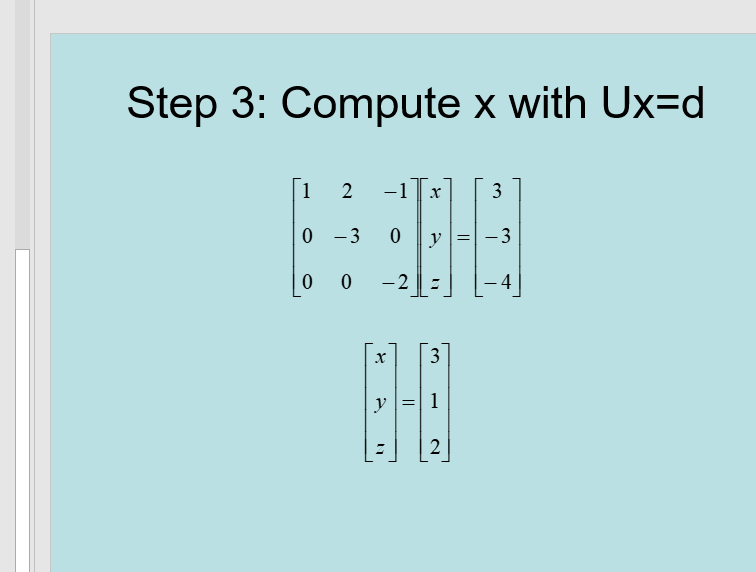 Step 3: Compute x with Ux=d
[1 2 −1] [x] [3]
[0 −3 0] [y] = [−3]
[0 0 −2] [z] [−4]
[x] [3]
[y] = [1]
[z] [2]